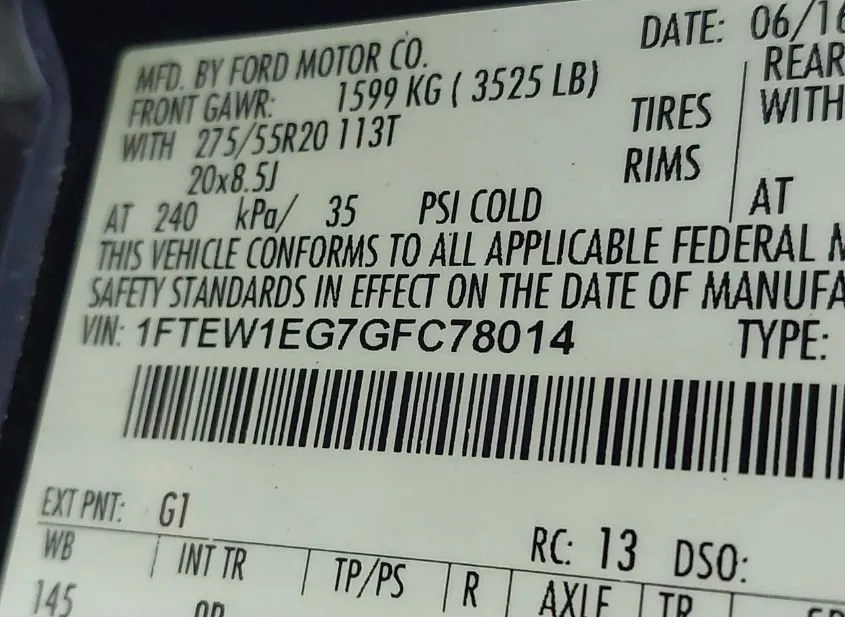 MFD. BY FORD MOTOR CO. DATE: 06/16
FRONT GAWR: 1599 KG ( 3525 LB) REAR
WITH 275/55R20 113T TIRES WITH
20x8.5J RIMS
AT 240 kPa/ 35 PSI COLD AT
THIS VEHICLE CONFORMS TO ALL APPLICABLE FEDERAL
SAFETY STANDARDS IN EFFECT ON THE DATE OF MANUFA
VIN: 1FTEW1EG7GFC78014 TYPE:
EXT PNT: G1 RC: 13 DSO:
WB INT TR TP/PS R AXLE TR
145